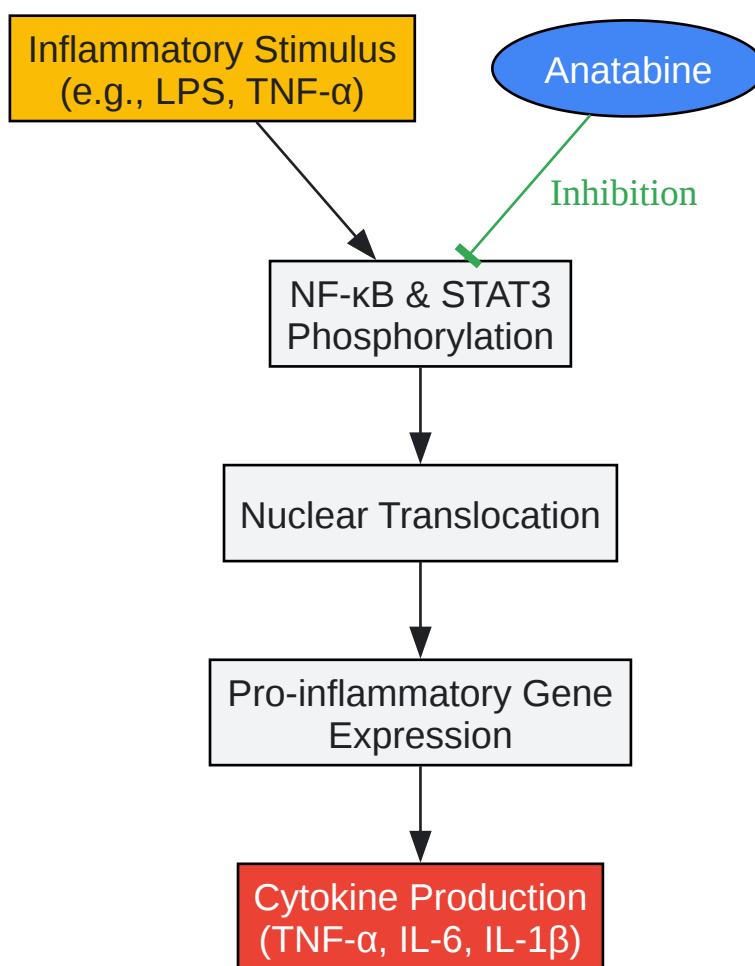 Inflammatory Stimulus
(e.g., LPS, TNF-α)
Anatabine
Inhibition
NF-κB & STAT3
Phosphorylation
Nuclear Translocation
Pro-inflammatory Gene
Expression
Cytokine Production
(TNF-α, IL-6, IL-1β)